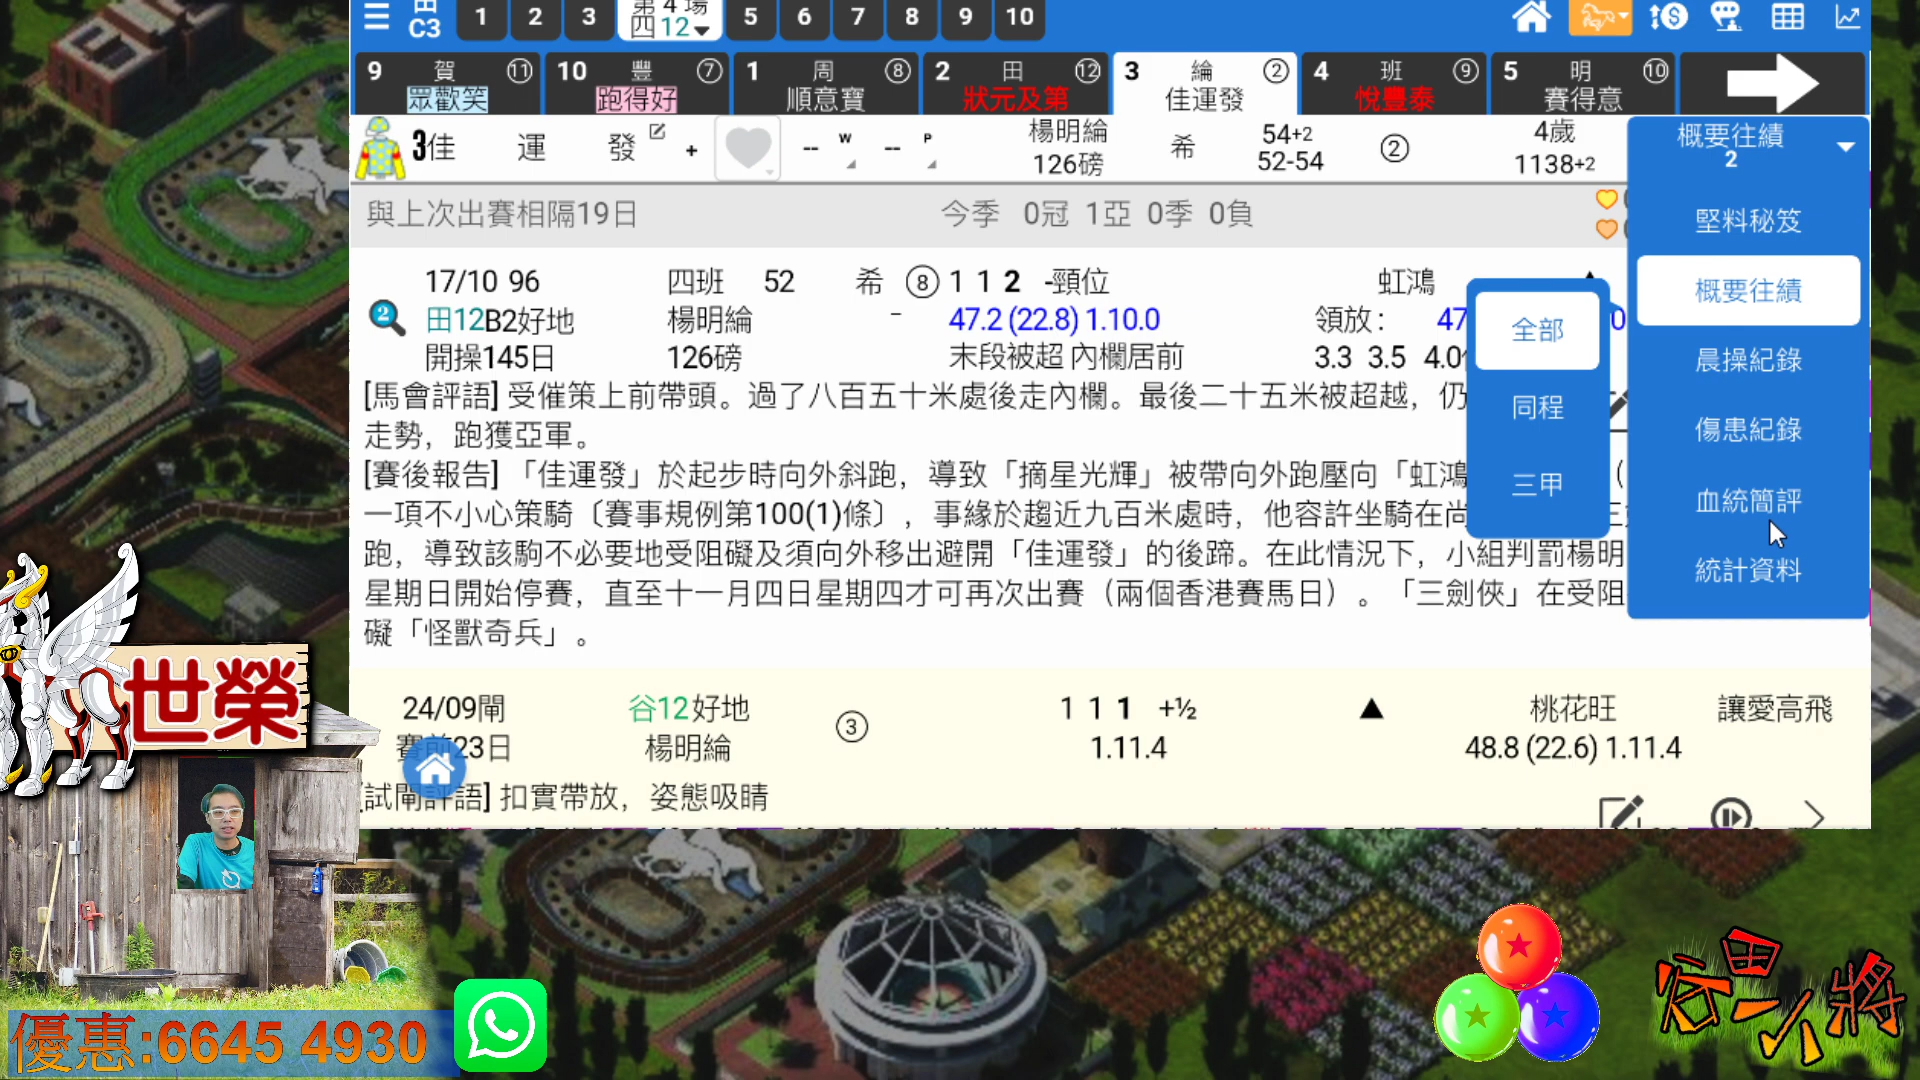 田 1 2 3 第4場 5 6 7 8 9 10
C3 四12
9 賀 11 10 豐 7 1 周 8 2 田 12 3 綸 2 4 班 9 5 明 10
眾歡笑 跑得好 順意寶 狀元及第 佳運發 悅豐泰 賽得意
3佳 運 發 + -- W -- P 楊明綸 希 54+2 2 4歲
126磅 52-54 1138+2
概要往績
2
與上次出賽相隔19日 今季 0冠 1亞 0季 0負
堅料秘笈
概要往績
晨操紀錄
傷患紀錄
血統簡評
統計資料
全部
同程
三甲
17/10 96 四班 52 希 8 1 1 2 -頸位 虹鴻
2 田12B2好地 楊明綸 - 47.2 (22.8) 1.10.0 領放: 47
開操145日 126磅 末段被超 內欄居前 3.3 3.5 4.0
[馬會評語] 受催策上前帶頭。過了八百五十米處後走內欄。最後二十五米被超越，仍
走勢，跑獲亞軍。
[賽後報告]「佳運發」於起步時向外斜跑，導致「摘星光輝」被帶向外跑壓向「虹鴻
一項不小心策騎〔賽事規例第100(1)條〕，事緣於趨近九百米處時，他容許坐騎在尚
跑，導致該駒不必要地受阻礙及須向外移出避開「佳運發」的後蹄。在此情況下，小組判罰楊明
星期日開始停賽，直至十一月四日星期四才可再次出賽（兩個香港賽馬日）。「三劍俠」在受阻
礙「怪獸奇兵」。
24/09閘 谷12好地 3 1 1 1 +½ ▲ 桃花旺 讓愛高飛
賽前23日 楊明綸 1.11.4 48.8 (22.6) 1.11.4
[試閘評語] 扣實帶放，姿態吸睛
世榮
優惠:6645 4930
谷田少將